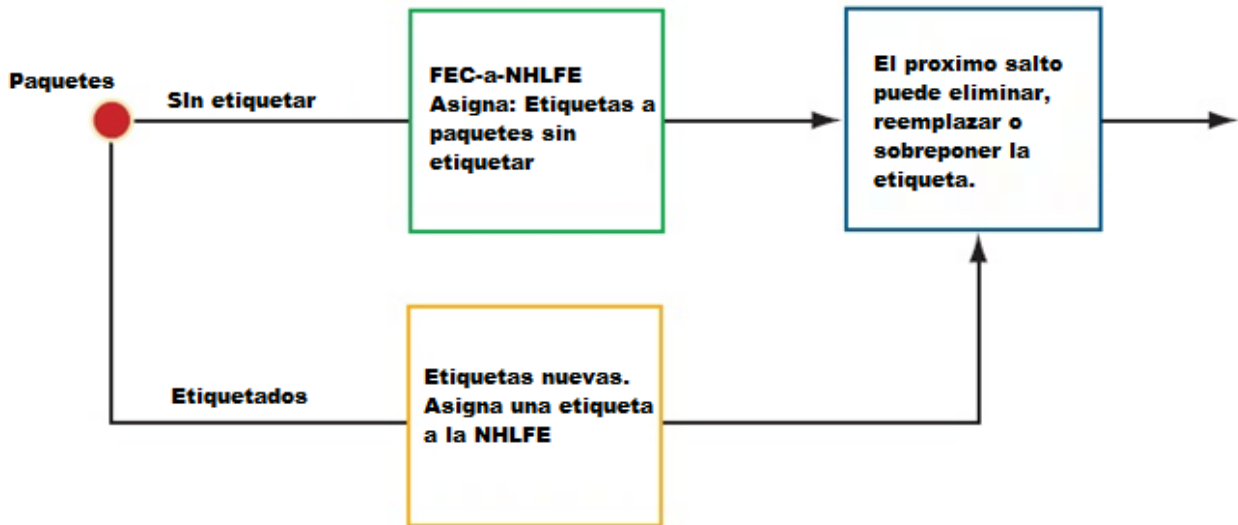 Paquetes
SIn etiquetar
FEC-a-NHLFE
Asigna: Etiquetas a
paquetes sin
etiquetar
El proximo salto
puede eliminar,
reemplazar o
sobreponer la
etiqueta.
Etiquetados
Etiquetas nuevas.
Asigna una etiqueta
a la NHLFE